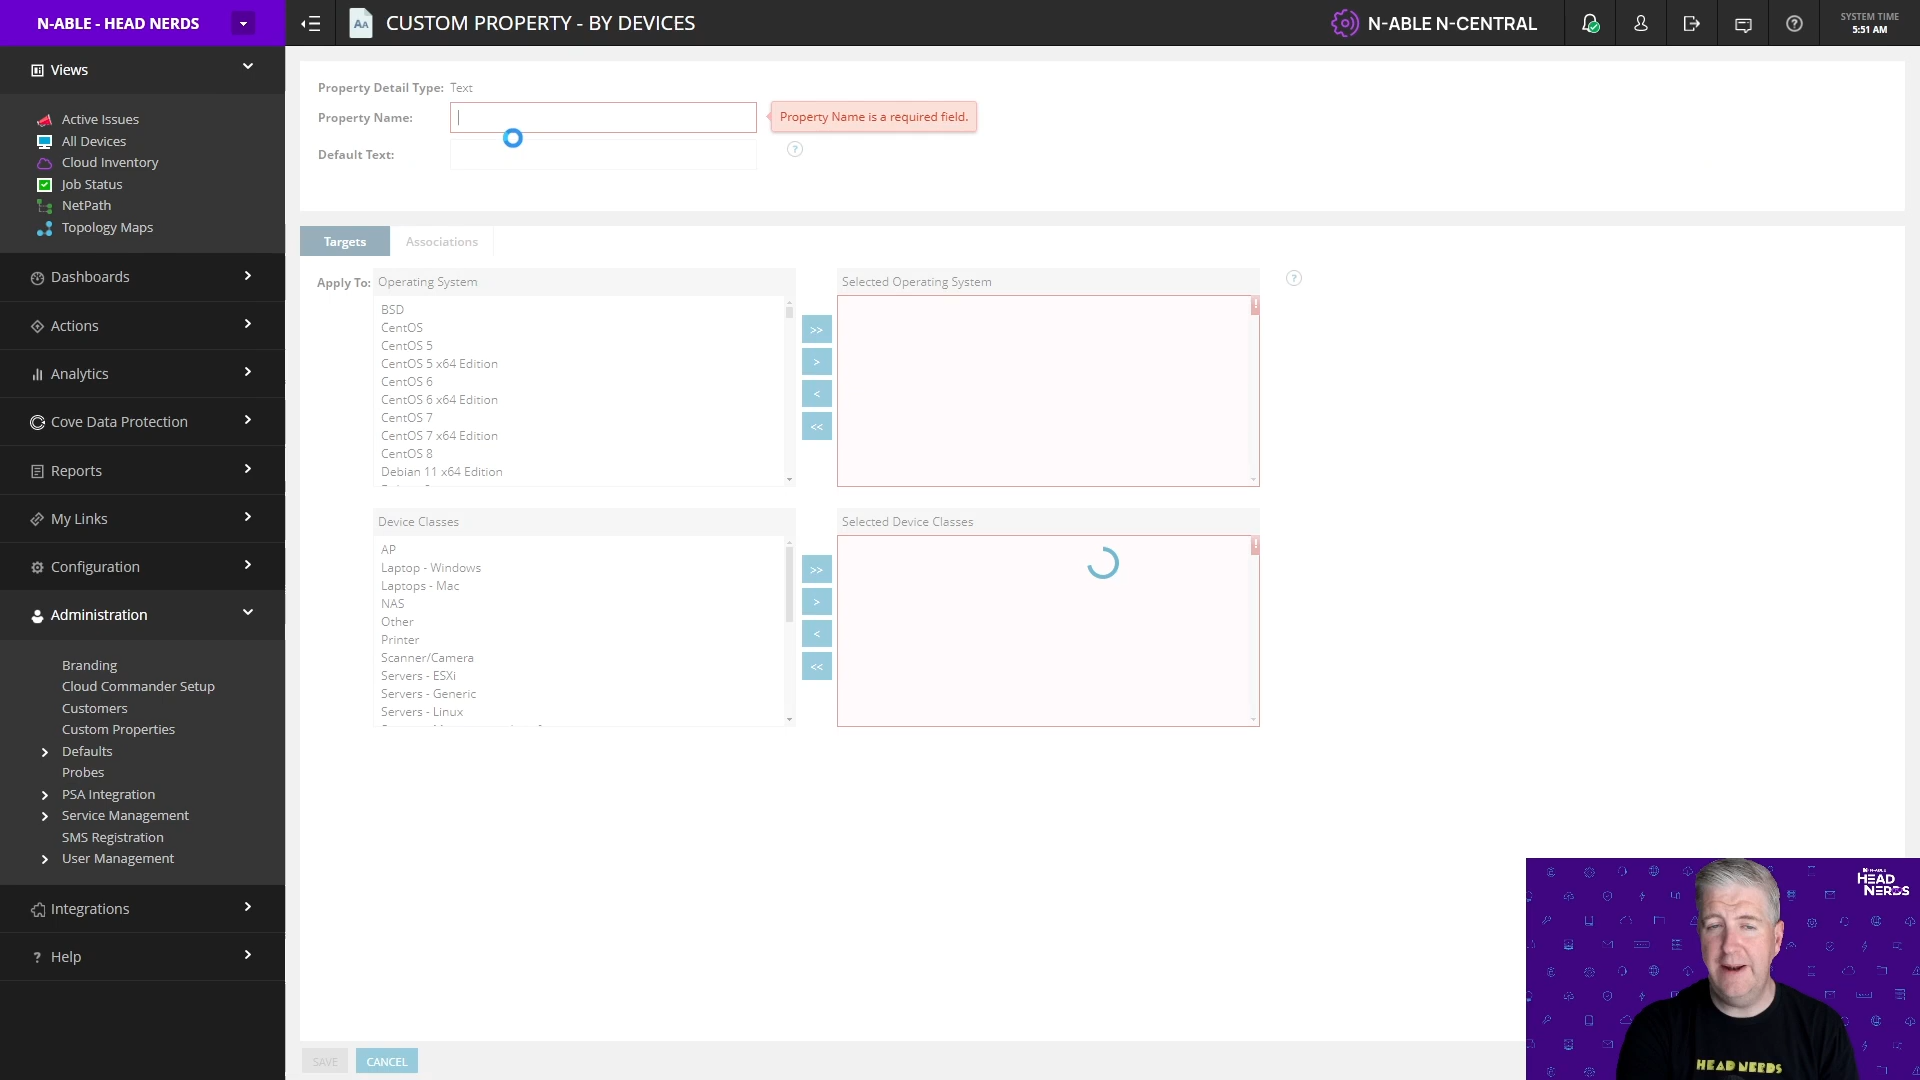 N-ABLE - HEAD NERDS
AA CUSTOM PROPERTY - BY DEVICES
N-ABLE N-CENTRAL
SYSTEM TIME
5:51 AM
Views
Active Issues
All Devices
Cloud Inventory
Job Status
NetPath
Topology Maps
Dashboards
Actions
Analytics
Cove Data Protection
Reports
My Links
Configuration
Administration
Branding
Cloud Commander Setup
Customers
Custom Properties
Defaults
Probes
PSA Integration
Service Management
SMS Registration
User Management
Integrations
? Help
Property Detail Type: Text
Property Name:
Property Name is a required field.
Default Text:
?
Targets
Associations
Apply To:
Operating System
BSD
CentOS
CentOS 5
CentOS 5 x64 Edition
CentOS 6
CentOS 6 x64 Edition
CentOS 7
CentOS 7 x64 Edition
CentOS 8
Debian 11 x64 Edition
>>
>
<
<<
Selected Operating System
!
?
Device Classes
AP
Laptop - Windows
Laptops - Mac
NAS
Other
Printer
Scanner/Camera
Servers - ESXi
Servers - Generic
Servers - Linux
>>
>
<
<<
Selected Device Classes
!
SAVE
CANCEL
N-ABLE
HEAD
NERDS
HEAD NERDS